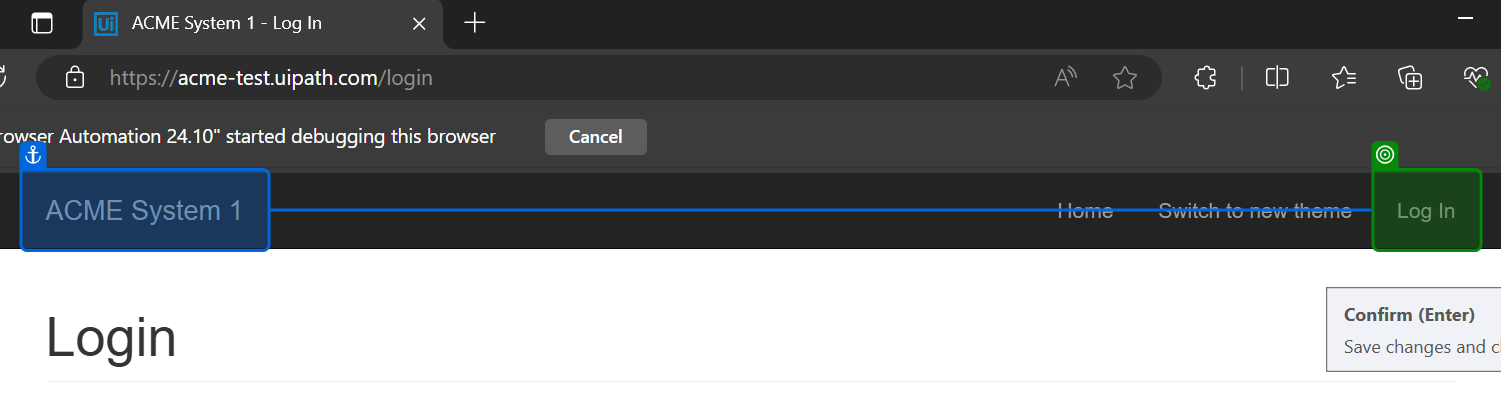 Ui ACME System 1 - Log In
https://acme-test.uipath.com/login
rowser Automation 24.10" started debugging this browser Cancel
ACME System 1 Home Switch to new theme Log In
Login
Confirm (Enter)
Save changes and cl